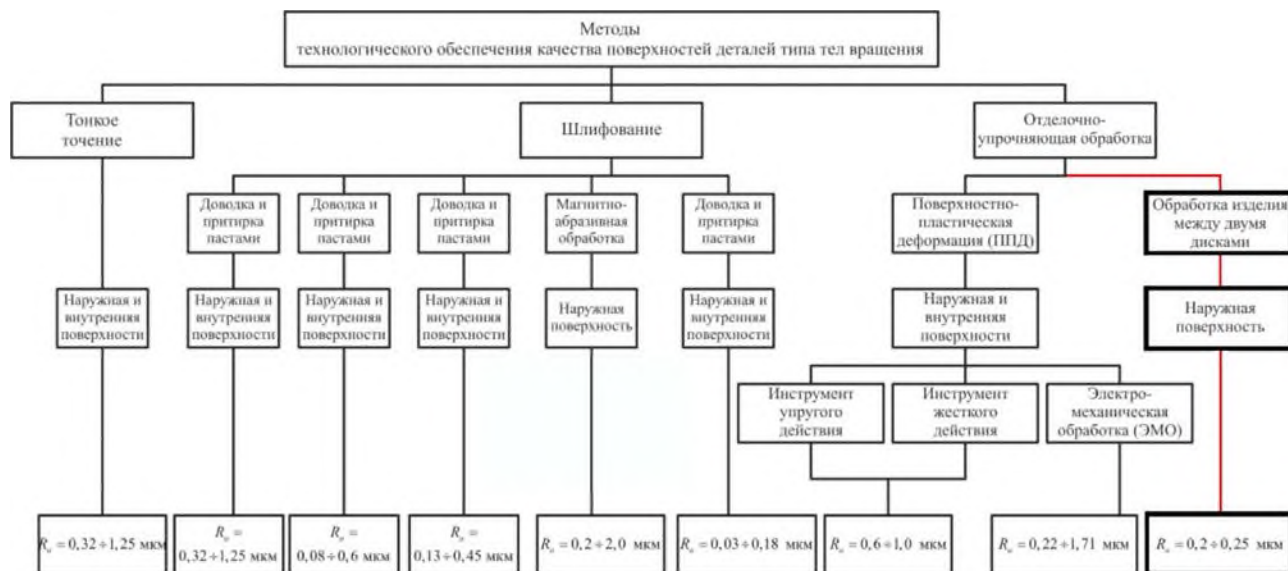 Методы
технологического обеспечения качества поверхностей деталей типа тел вращения
Тонкое
точение
Шлифование
Отделочно-
упрочняющая обработка
Доводка и
притирка
пастами
Доводка и
притирка
пастами
Доводка и
притирка
пастами
Магнитно-
абразивная
обработка
Доводка и
притирка
пастами
Поверхностно-
пластическая
деформация (ППД)
Обработка изделия
между двумя
дисками
Наружная и
внутренняя
поверхности
Наружная и
внутренняя
поверхности
Наружная и
внутренняя
поверхности
Наружная и
внутренняя
поверхности
Наружная
поверхность
Наружная и
внутренняя
поверхности
Наружная и
внутренняя
поверхности
Наружная
поверхность
Инструмент
упругого
действия
Инструмент
жесткого
действия
Электро-
механическая
обработка (ЭМО)
Rₐ = 0,32÷1,25 мкм
Rₐ =
0,32÷1,25 мкм
Rₐ =
0,08÷0,6 мкм
Rₐ =
0,13÷0,45 мкм
Rₐ = 0,2÷2,0 мкм
Rₐ = 0,03÷0,18 мкм
Rₐ = 0,6÷1,0 мкм
Rₐ = 0,22÷1,71 мкм
Rₐ = 0,2÷0,25 мкм